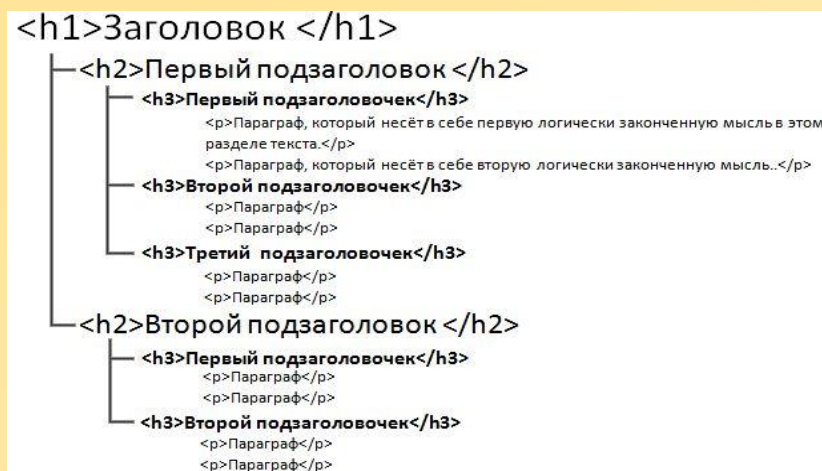 <h1>Заголовок </h1>
<h2>Первый подзаголовок </h2>
<h3>Первый подзаголовочек</h3>
<p>Параграф, который несёт в себе первую логически законченную мысль в этом
разделе текста.</p>
<p>Параграф, который несёт в себе вторую логически законченную мысль..</p>
<h3>Второй подзаголовочек</h3>
<p>Параграф</p>
<p>Параграф</p>
<h3>Третий  подзаголовочек</h3>
<p>Параграф</p>
<p>Параграф</p>
<h2>Второй подзаголовок </h2>
<h3>Первый подзаголовочек</h3>
<p>Параграф</p>
<p>Параграф</p>
<h3>Второй подзаголовочек</h3>
<p>Параграф</p>
<p>Параграф</p>